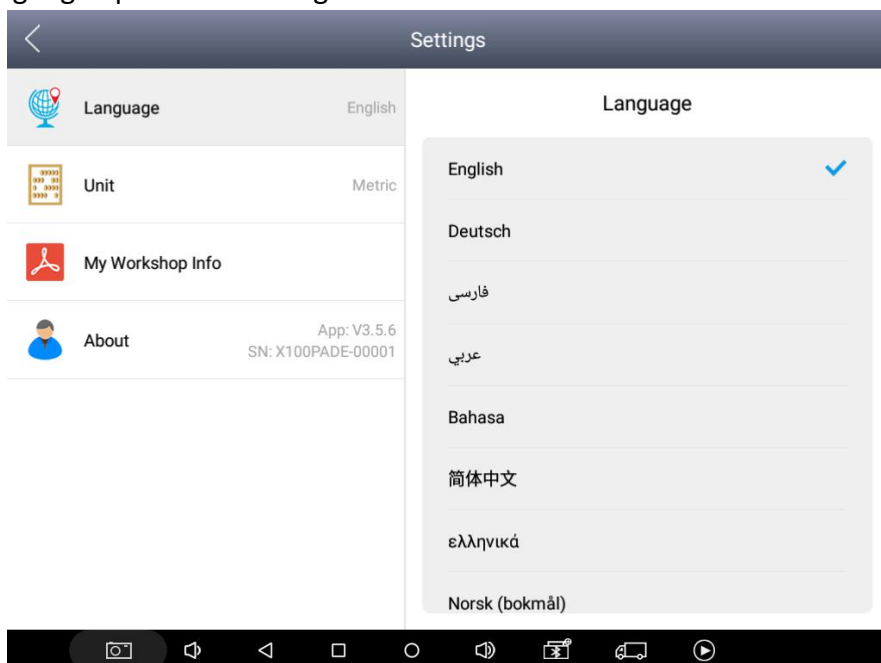 Settings
Language English
Unit Metric
My Workshop Info
About
App: V3.5.6
SN: X100PADE-00001
Language
English
Deutsch
فارسی
عربي
Bahasa
简体中文
ελληνικά
Norsk (bokmål)